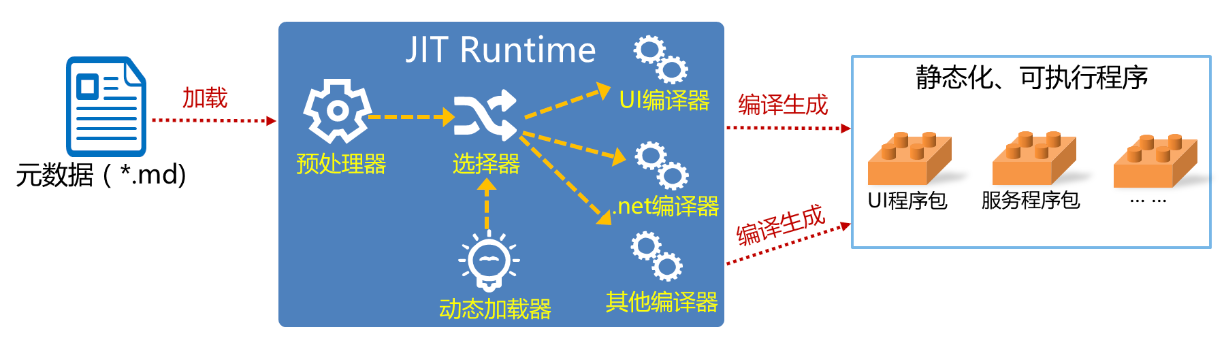 JIT Runtime
静态化、可执行程序
加载
UI编译器
编译生成
元数据（*.md)
预处理器
选择器
.net编译器
UI程序包
服务程序包
... ...
编译生成
动态加载器
其他编译器